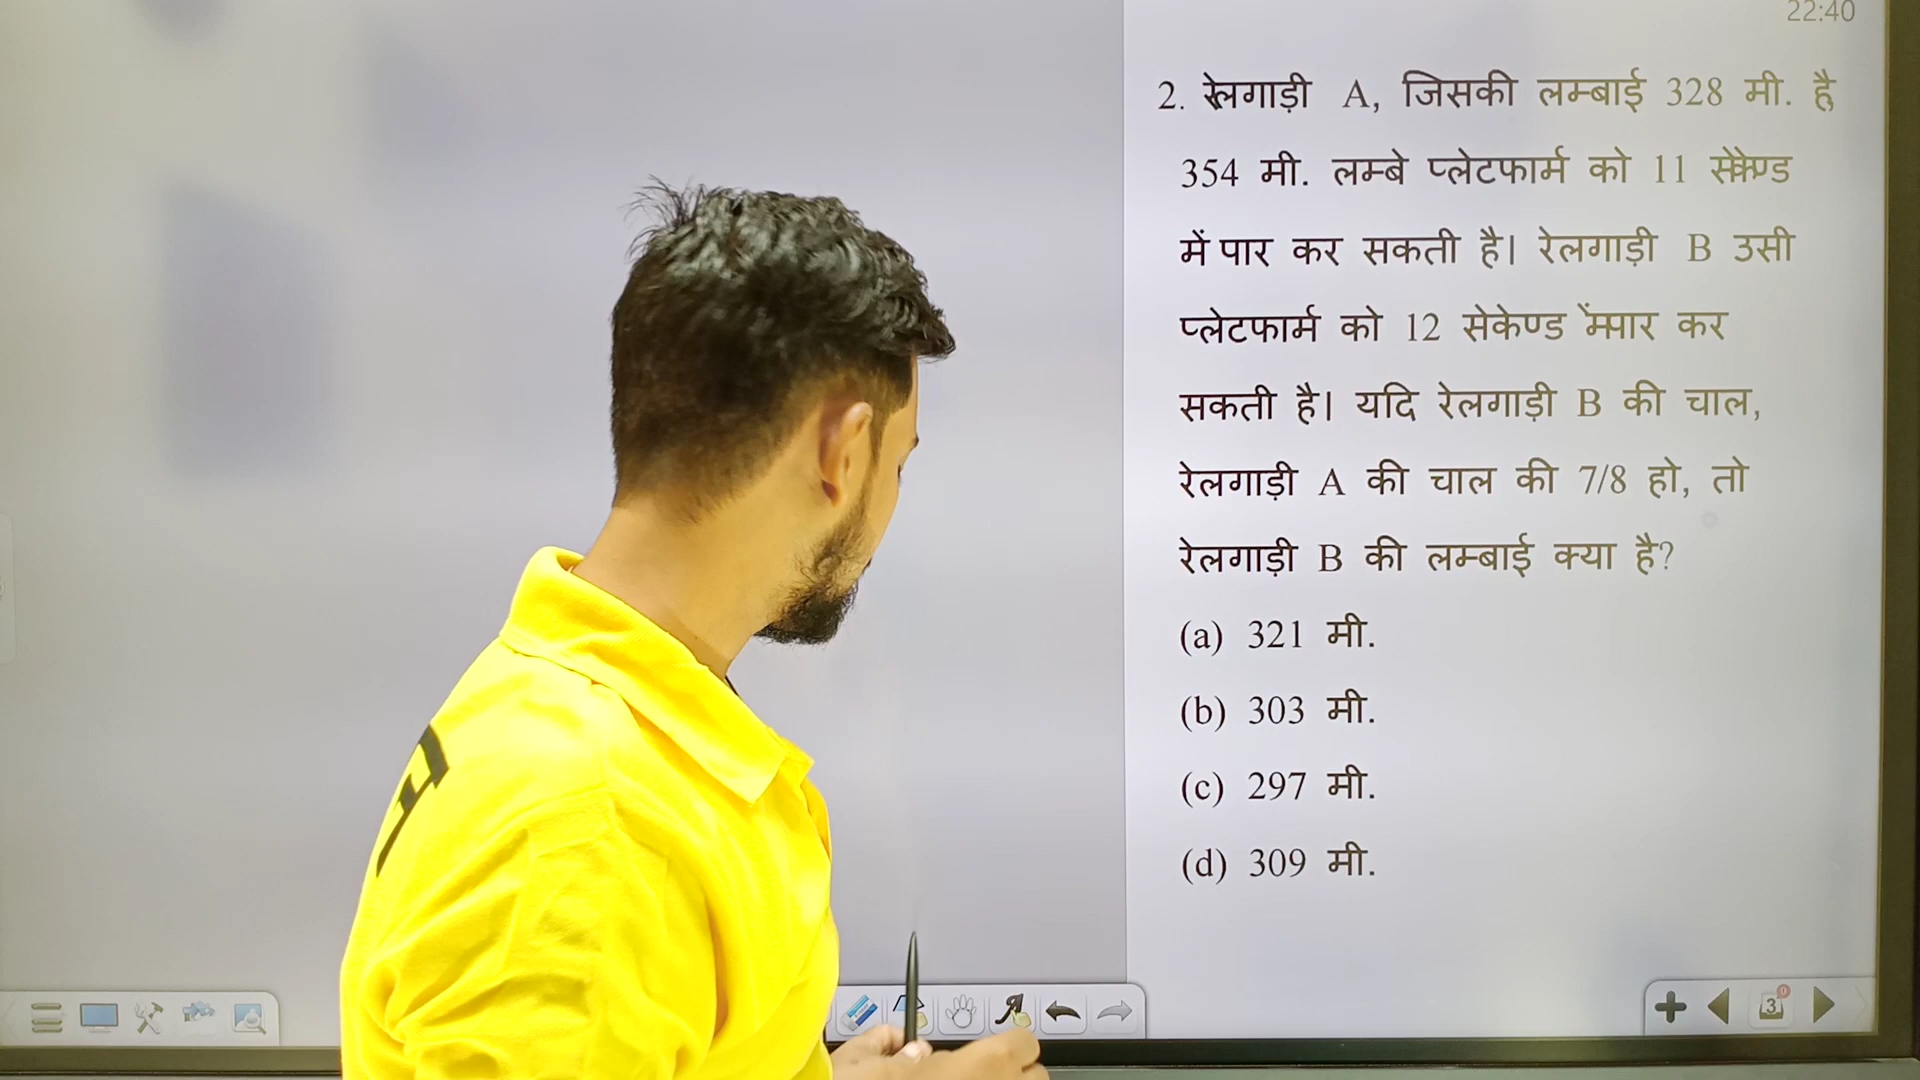 22:40
2. रेलगाड़ी A, जिसकी लम्बाई 328 मी. है,
354 मी. लम्बे प्लेटफार्म को 11 सेकेण्ड
में पार कर सकती है। रेलगाड़ी B उसी
प्लेटफार्म को 12 सेकेण्ड में पार कर
सकती है। यदि रेलगाड़ी B की चाल,
रेलगाड़ी A की चाल की 7/8 हो, तो
रेलगाड़ी B की लम्बाई क्या है?
(a) 321 मी.
(b) 303 मी.
(c) 297 मी.
(d) 309 मी.
3